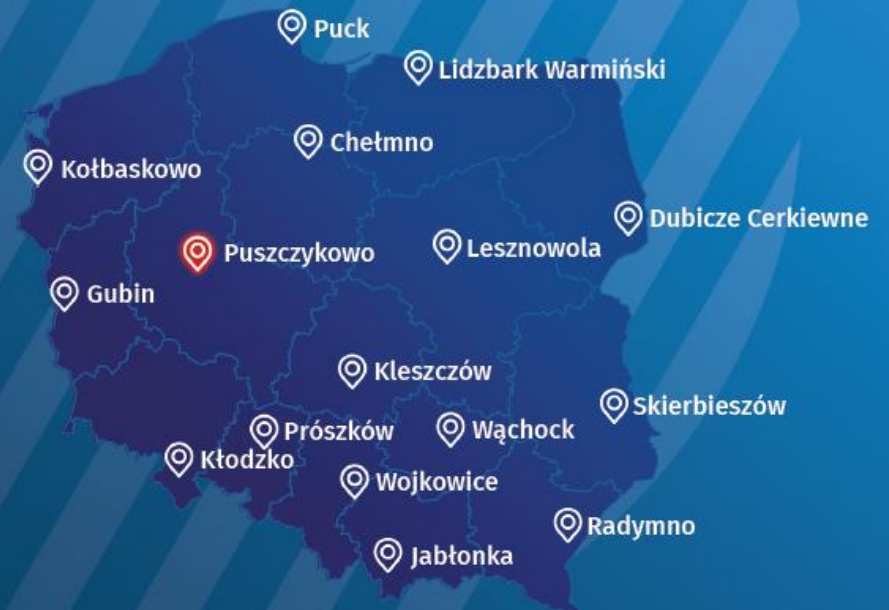 Puck
Lidzbark Warmiński
Chełmno
Kołbaskowo
Dubicze Cerkiewne
Puszczykowo
Lesznowola
Gubin
Kleszczów
Skierbieszów
Prószków
Wąchock
Kłodzko
Wojkowice
Radymno
Jabłonka